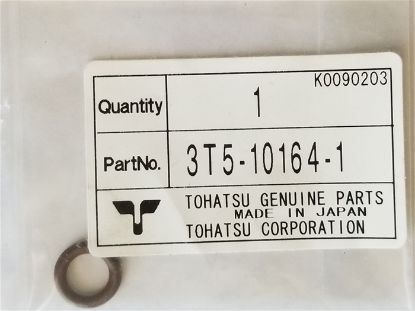 K0090203
Quantity 1
PartNo. 3T5-10164-1
TOHATSU GENUINE PARTS
MADE IN JAPAN
TOHATSU CORPORATION